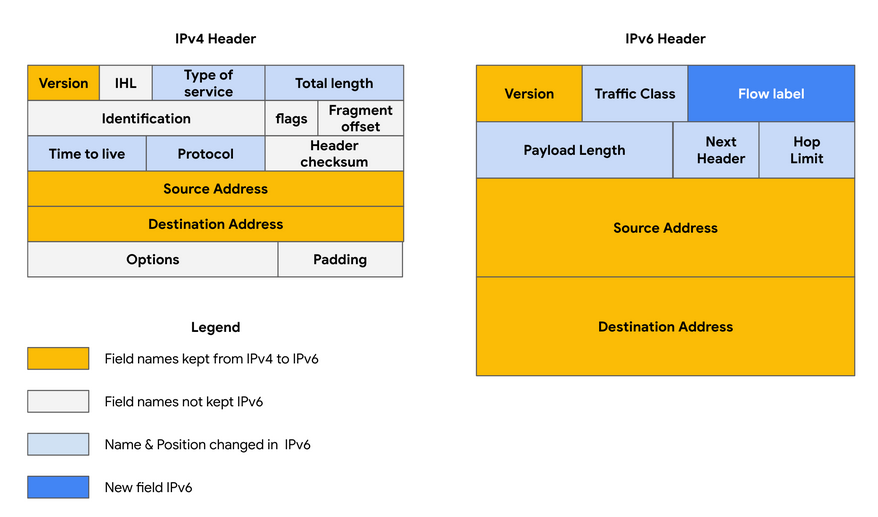 IPv4 Header
Version
IHL
Type of
service
Total length
Identification
flags
Fragment
offset
Time to live
Protocol
Header
checksum
Source Address
Destination Address
Options
Padding
Legend
Field names kept from IPv4 to IPv6
Field names not kept IPv6
Name & Position changed in  IPv6
New field IPv6
IPv6 Header
Version
Traffic Class
Flow label
Payload Length
Next
Header
Hop
Limit
Source Address
Destination Address